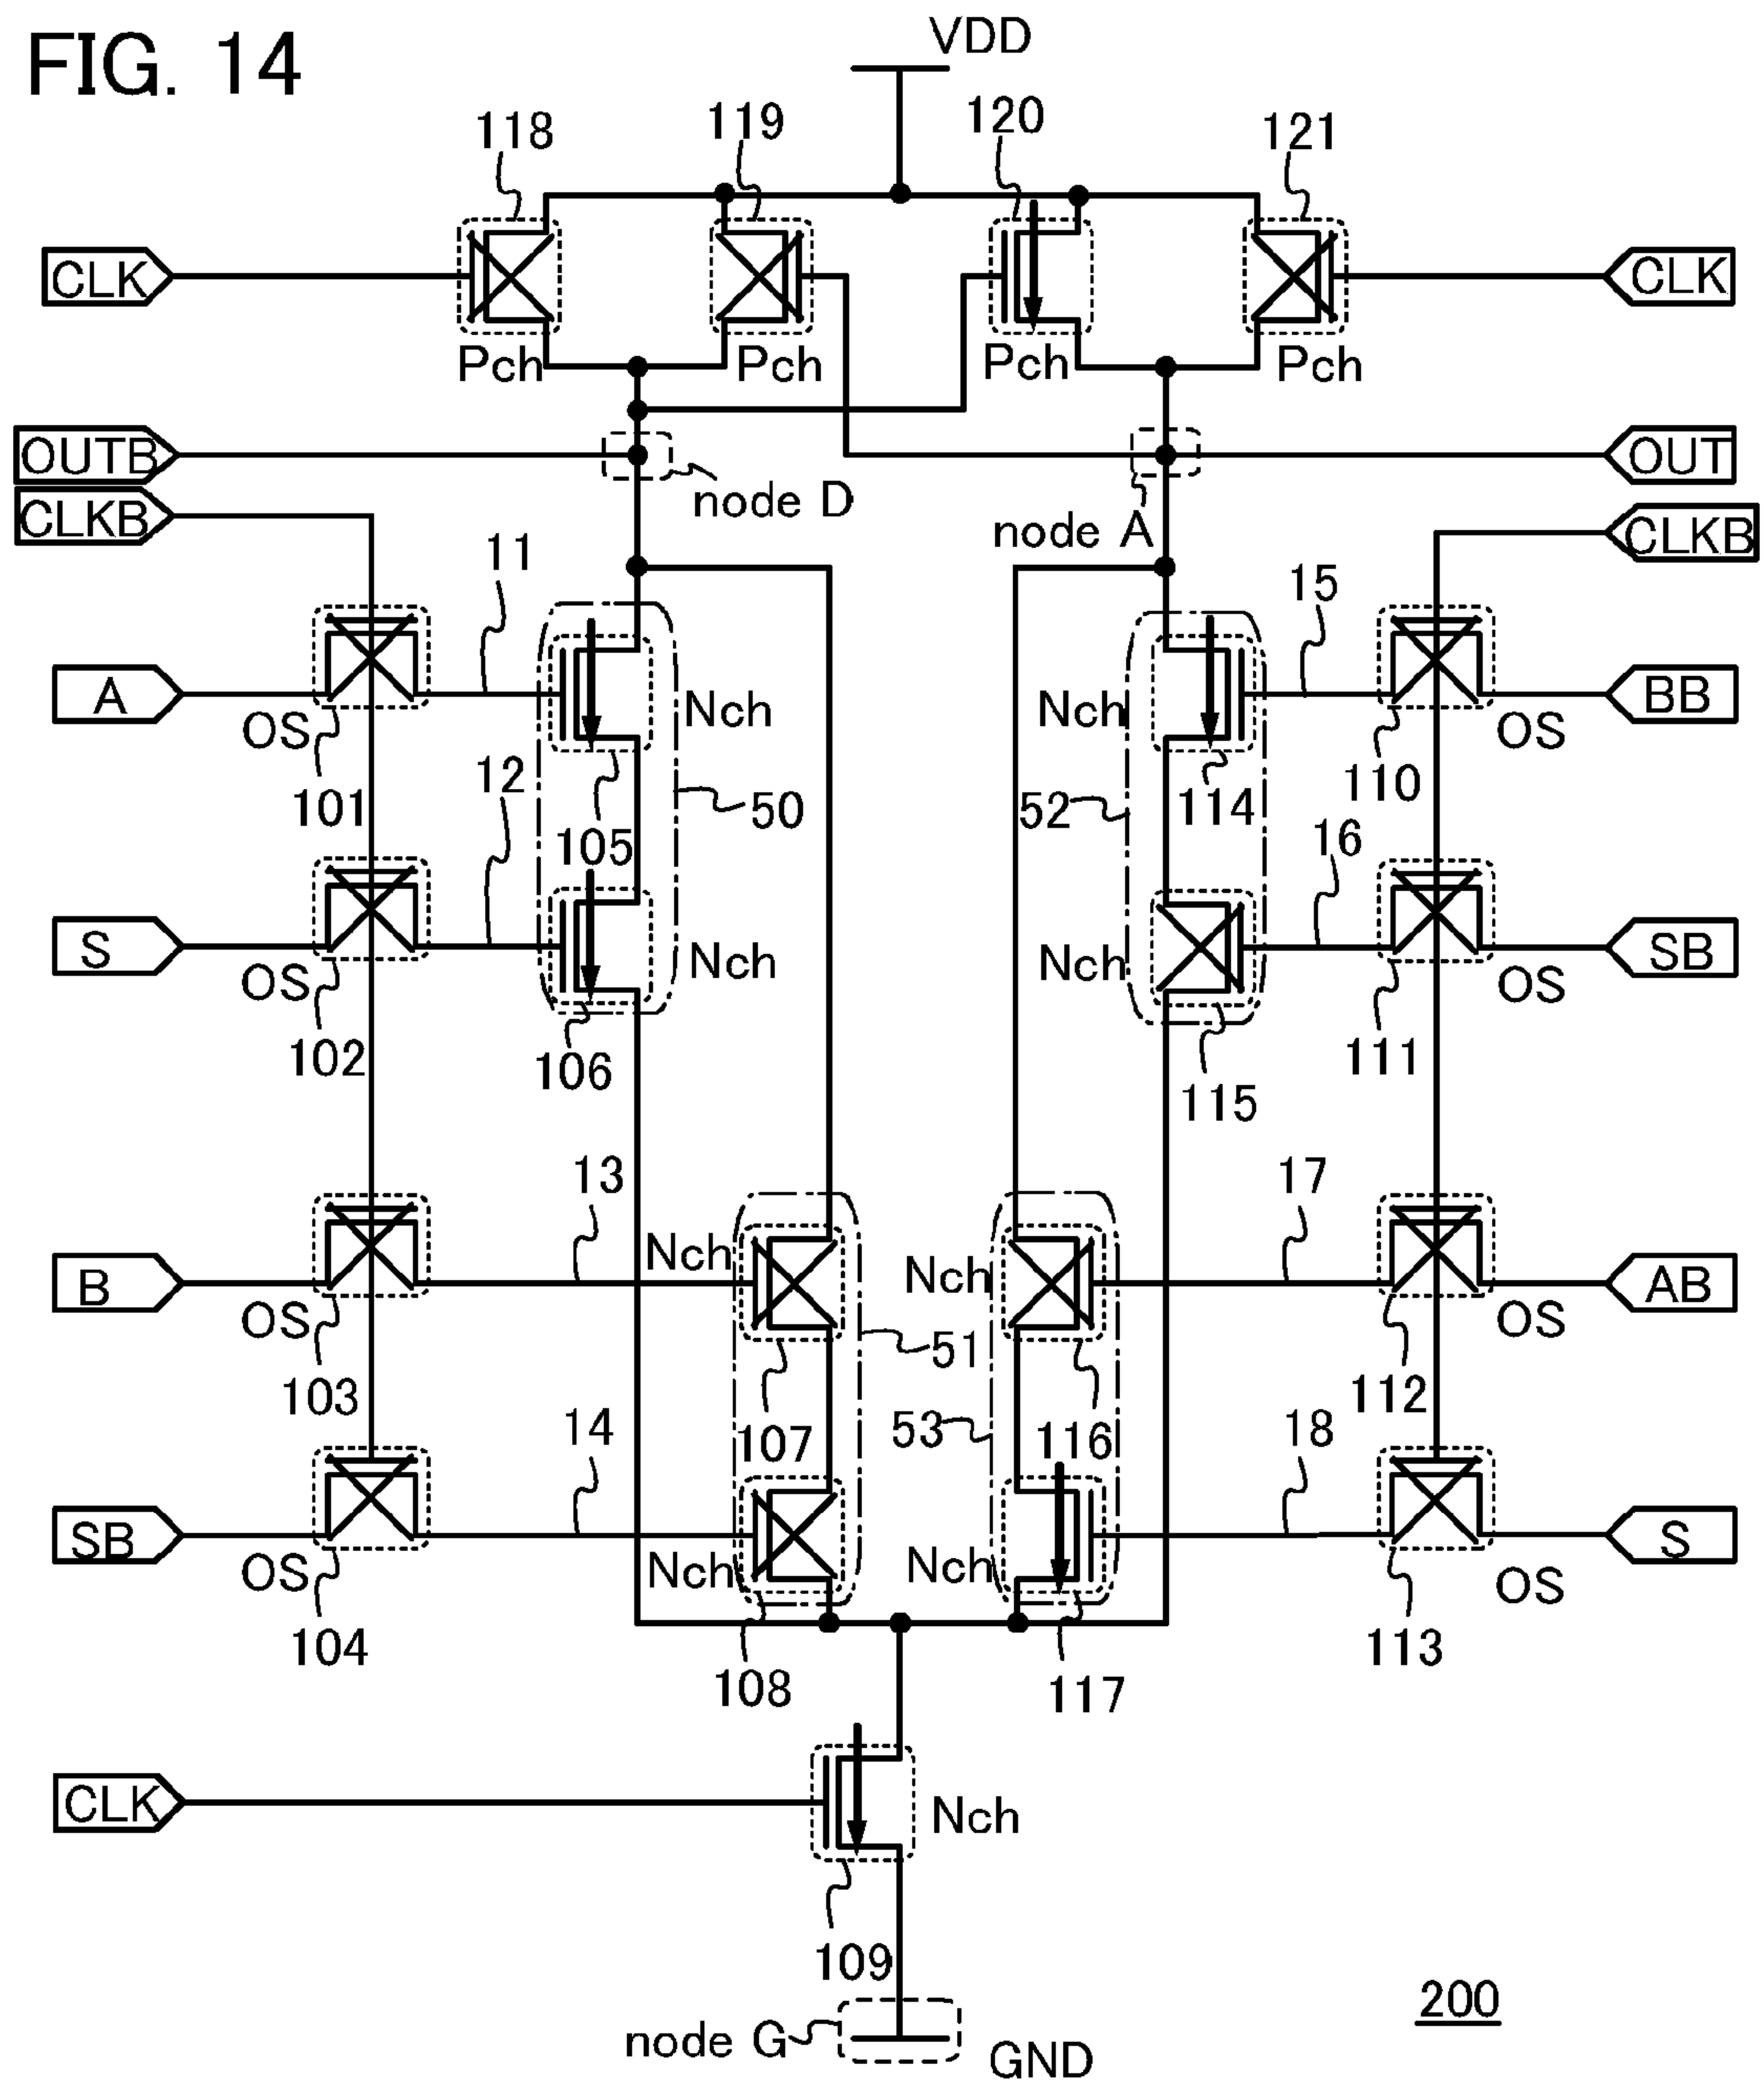 FIG. 14
VDD
118
119
120
121
CLK
CLK
Pch
Pch
Pch
Pch
OUTB
OUT
node D
node A
CLKB
CLKB
11
15
A
OS
101
Nch
105
50
Nch
114
52
110
OS
BB
12
16
S
OS
102
Nch
106
Nch
115
111
OS
SB
13
17
B
OS
103
Nch
107
51
Nch
116
53
112
OS
AB
14
18
SB
OS
104
Nch
108
Nch
117
113
OS
S
CLK
Nch
109
node G
GND
200